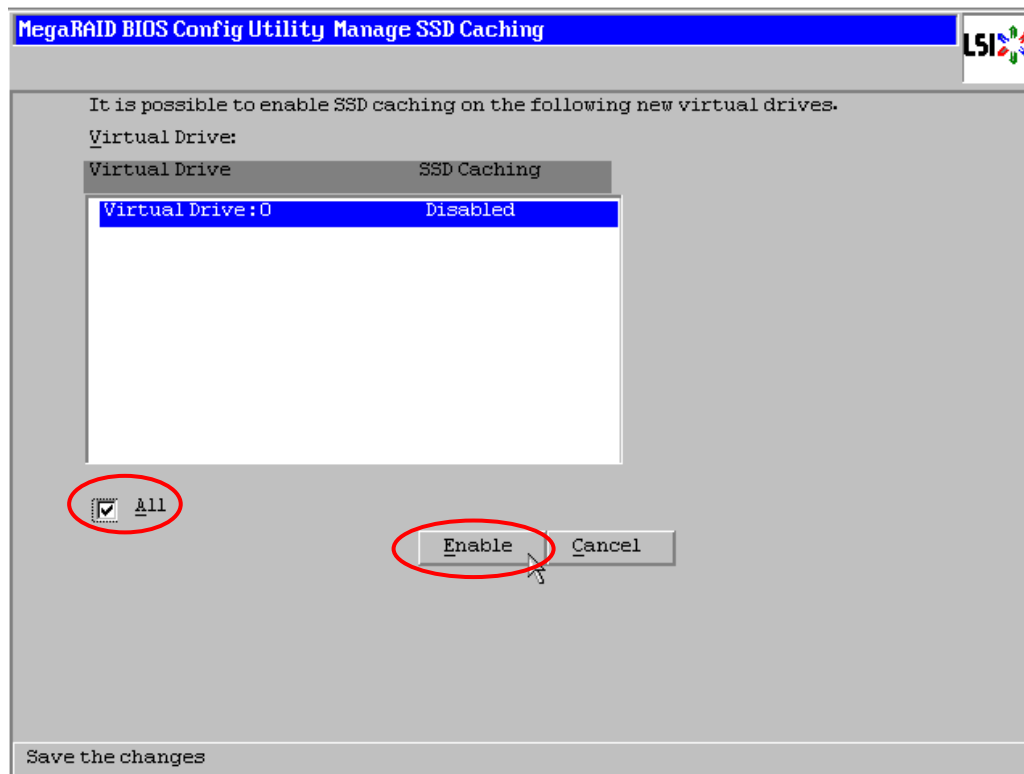 MegaRAID BIOS Config Utility Manage SSD Caching
LSI
It is possible to enable SSD caching on the following new virtual drives.
Virtual Drive:
Virtual Drive SSD Caching
Virtual Drive:0 Disabled
All
Enable Cancel
Save the changes